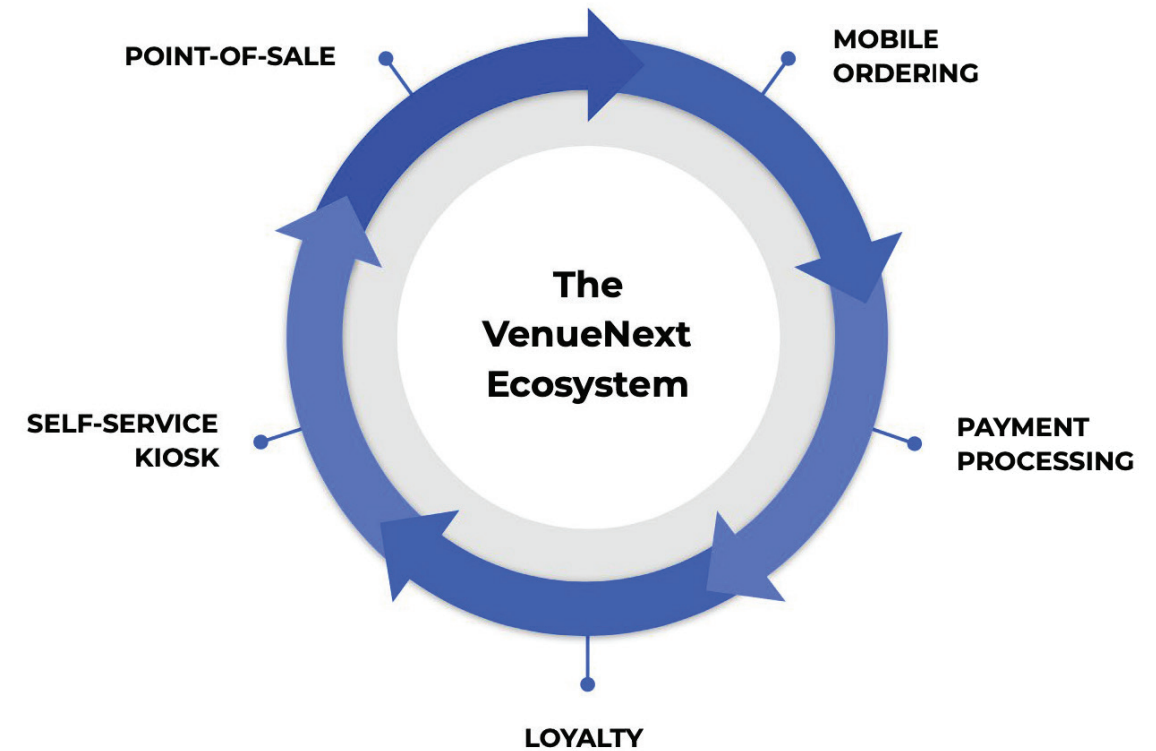 POINT-OF-SALE
MOBILE
ORDERING
The
VenueNext
Ecosystem
SELF-SERVICE
KIOSK
PAYMENT
PROCESSING
LOYALTY